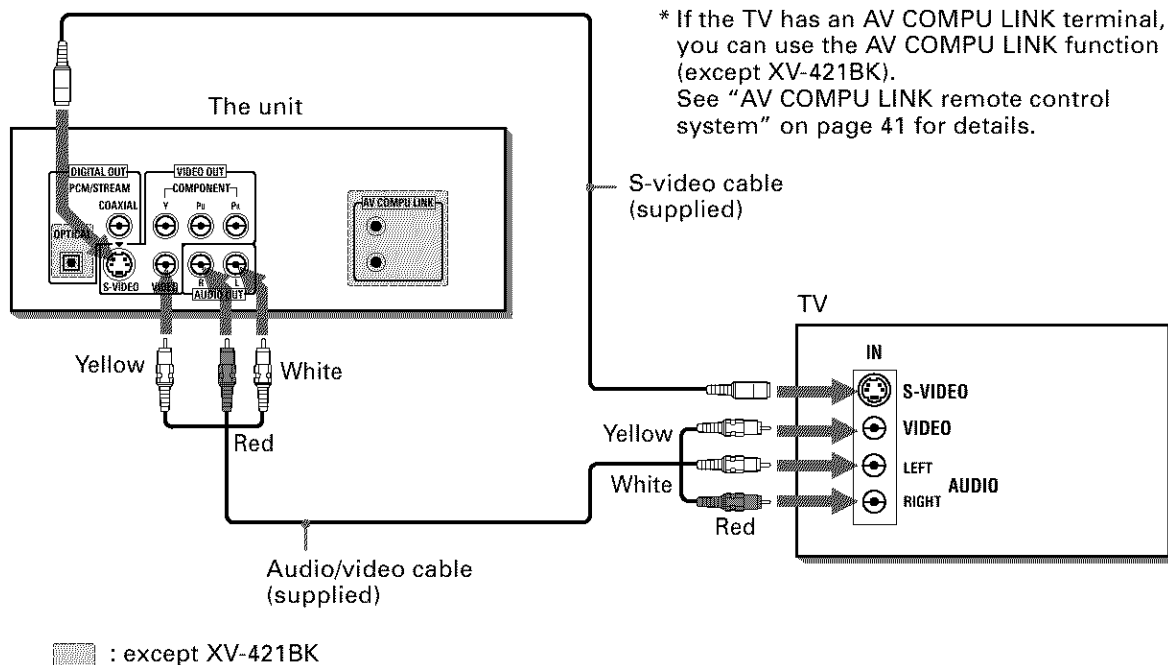 * If the TV has an AV COMPU LINK terminal,
you can use the AV COMPU LINK function
(except XV-421BK).
See “AV COMPU LINK remote control
system” on page 41 for details.
The unit
DIGITAL OUT
PCM/STREAM
COAXIAL
OPTICAL
S-VIDEO
VIDEO OUT
COMPONENT
Y
PB
PR
VIDEO
R
L
AUDIO OUT
AV COMPU LINK
S-video cable
(supplied)
Yellow
White
Red
TV
IN
S-VIDEO
VIDEO
LEFT
RIGHT
AUDIO
Yellow
White
Red
Audio/video cable
(supplied)
: except XV-421BK